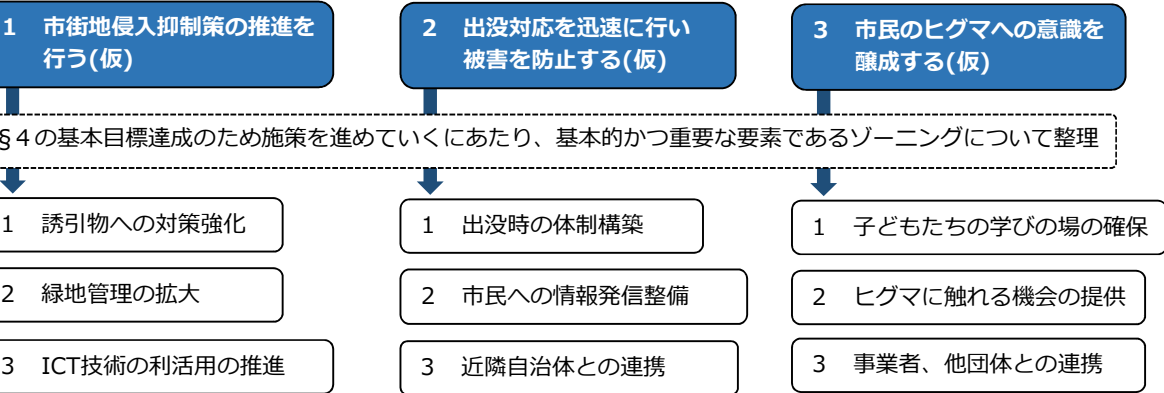 1 市街地侵入抑制策の推進を
行う(仮)
2 出没対応を迅速に行い
被害を防止する(仮)
3 市民のヒグマへの意識を
醸成する(仮)
§４の基本目標達成のため施策を進めていくにあたり、基本的かつ重要な要素であるゾーニングについて整理
1 誘引物への対策強化
2 緑地管理の拡大
3 ICT技術の利活用の推進
1 出没時の体制構築
2 市民への情報発信整備
3 近隣自治体との連携
1 子どもたちの学びの場の確保
2 ヒグマに触れる機会の提供
3 事業者、他団体との連携